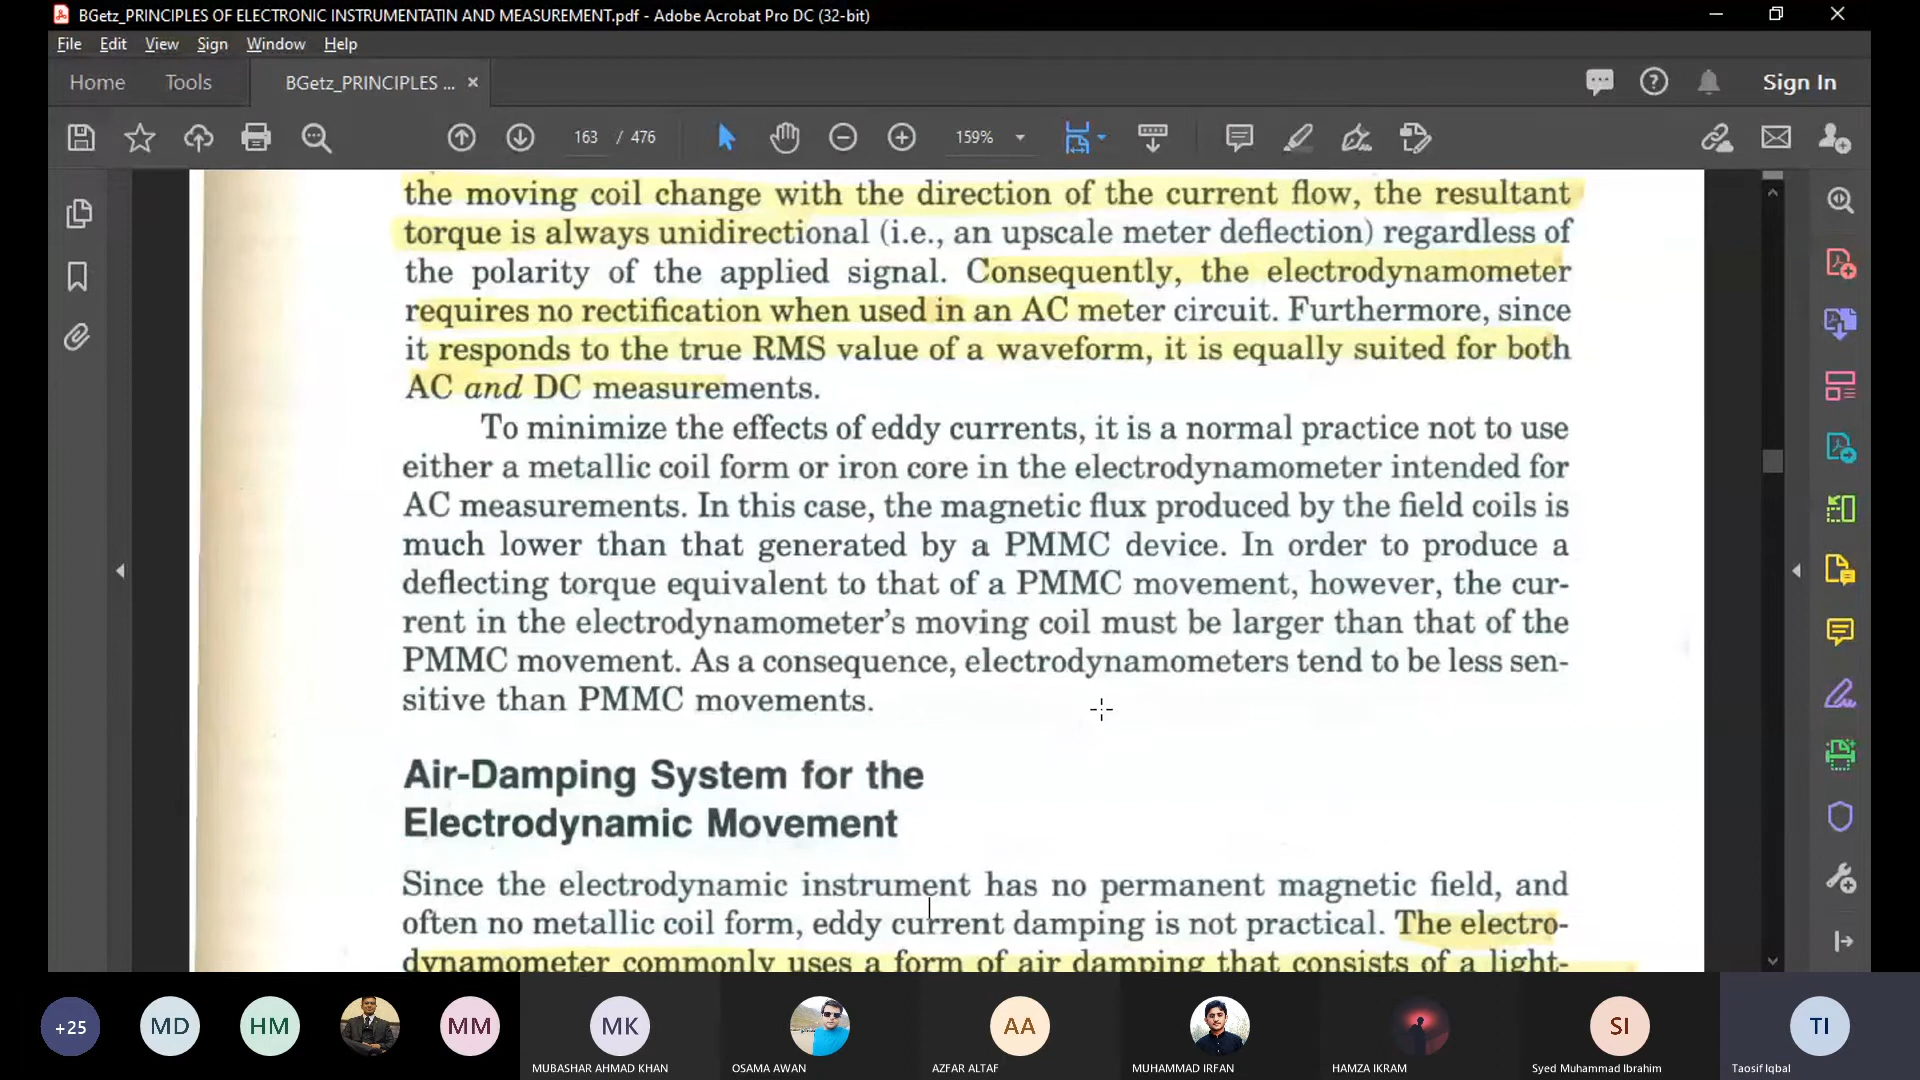 BGetz_PRINCIPLES OF ELECTRONIC INSTRUMENTATIN AND MEASUREMENT.pdf - Adobe Acrobat Pro DC (32-bit)
File Edit View Sign Window Help
Home Tools BGetz_PRINCIPLES ... × Sign In
163 / 476 159%
the moving coil change with the direction of the current flow, the resultant
torque is always unidirectional (i.e., an upscale meter deflection) regardless of
the polarity of the applied signal. Consequently, the electrodynamometer
requires no rectification when used in an AC meter circuit. Furthermore, since
it responds to the true RMS value of a waveform, it is equally suited for both
AC and DC measurements.
To minimize the effects of eddy currents, it is a normal practice not to use
either a metallic coil form or iron core in the electrodynamometer intended for
AC measurements. In this case, the magnetic flux produced by the field coils is
much lower than that generated by a PMMC device. In order to produce a
deflecting torque equivalent to that of a PMMC movement, however, the cur-
rent in the electrodynamometer's moving coil must be larger than that of the
PMMC movement. As a consequence, electrodynamometers tend to be less sen-
sitive than PMMC movements.
Air-Damping System for the
Electrodynamic Movement
Since the electrodynamic instrument has no permanent magnetic field, and
often no metallic coil form, eddy current damping is not practical. The electro-
dynamometer commonly uses a form of air damping that consists of a light-
+25 MD HM MM MK AA SI TI
MUBASHAR AHMAD KHAN OSAMA AWAN AZFAR ALTAF MUHAMMAD IRFAN HAMZA IKRAM Syed Muhammad Ibrahim Taosif Iqbal